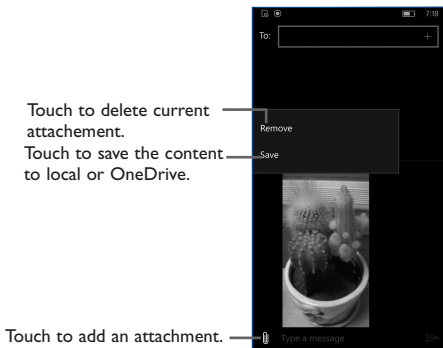 7:18
To:
Touch to delete current
attachement.
Remove
Touch to save the content
to local or OneDrive.
Save
Touch to add an attachment.
Type a message